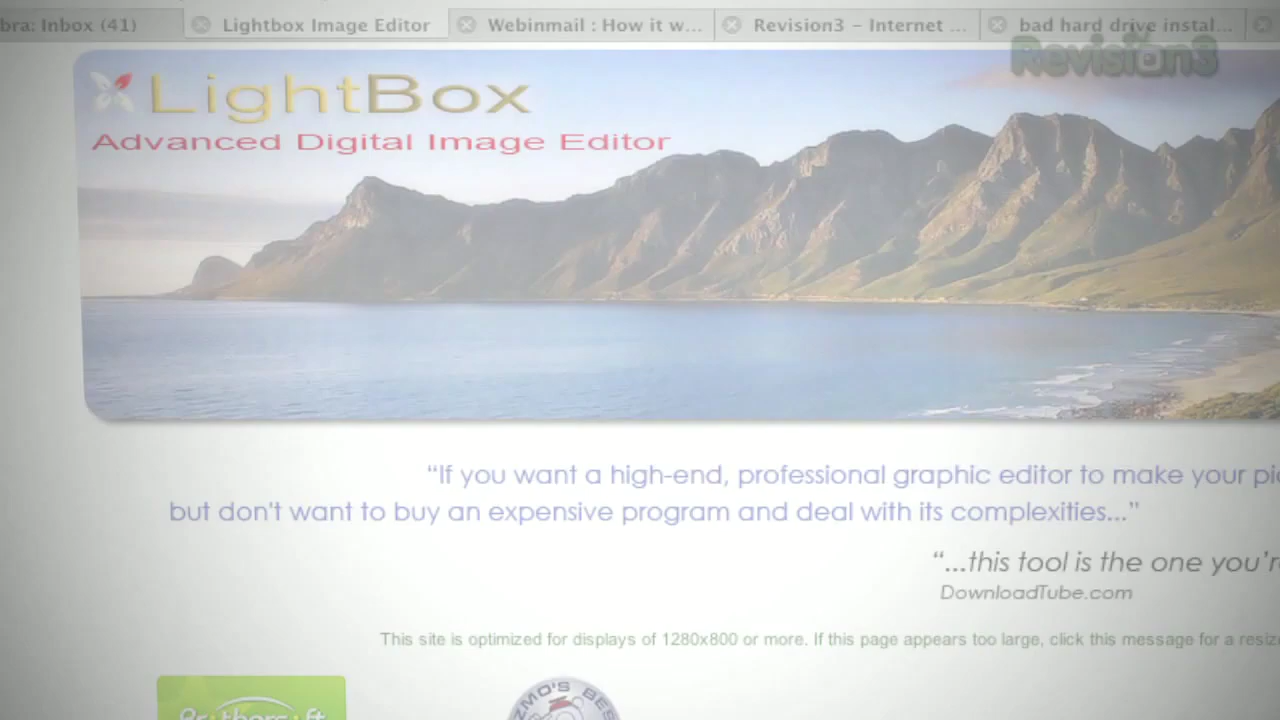 bra: Inbox (41)
Lightbox Image Editor
Webinmail : How it w...
Revision3 – Internet ...
bad hard drive instal...
Revision3
LightBox
Advanced Digital Image Editor
“If you want a high-end, professional graphic editor to make your pi
but don't want to buy an expensive program and deal with its complexities...”
“...this tool is the one you'r
DownloadTube.com
This site is optimized for displays of 1280x800 or more. If this page appears too large, click this message for a resiz
Brothersoft
ZMO'S BES